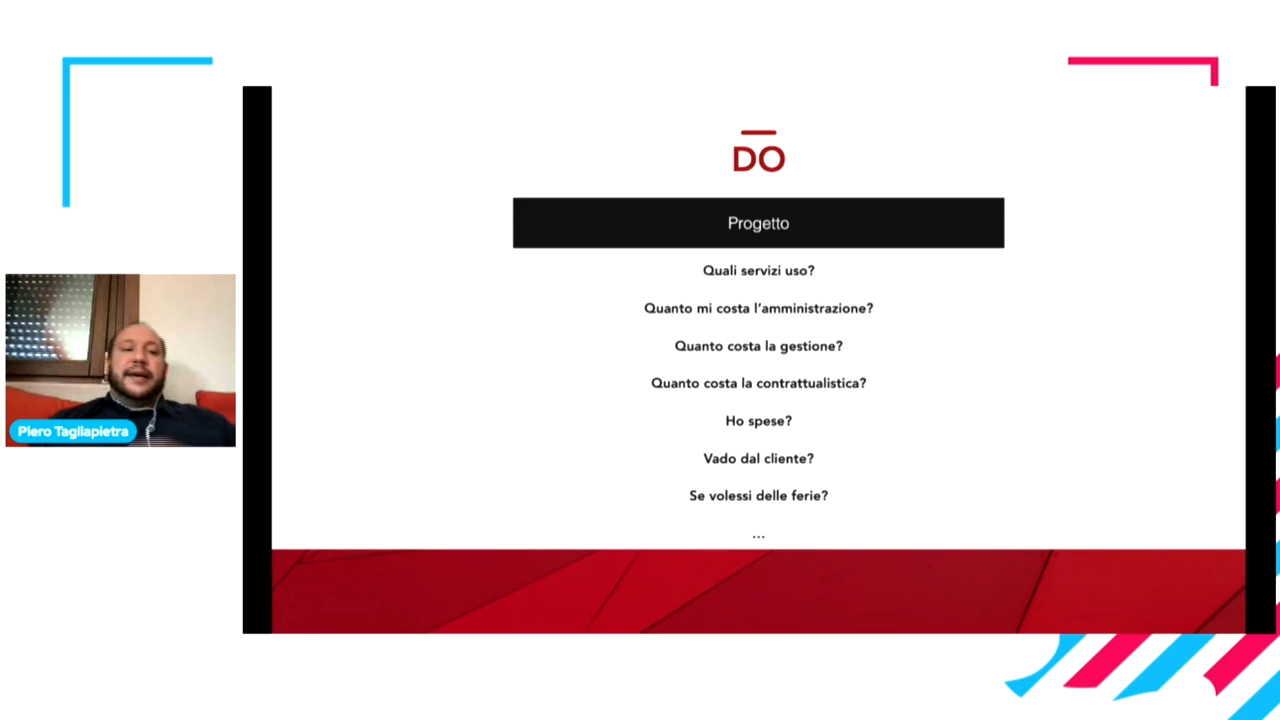 DO
Progetto
Quali servizi uso?
Quanto mi costa l'amministrazione?
Quanto costa la gestione?
Quanto costa la contrattualistica?
Ho spese?
Vado dal cliente?
Se volessi delle ferie?
...
Piero Tagliapietra